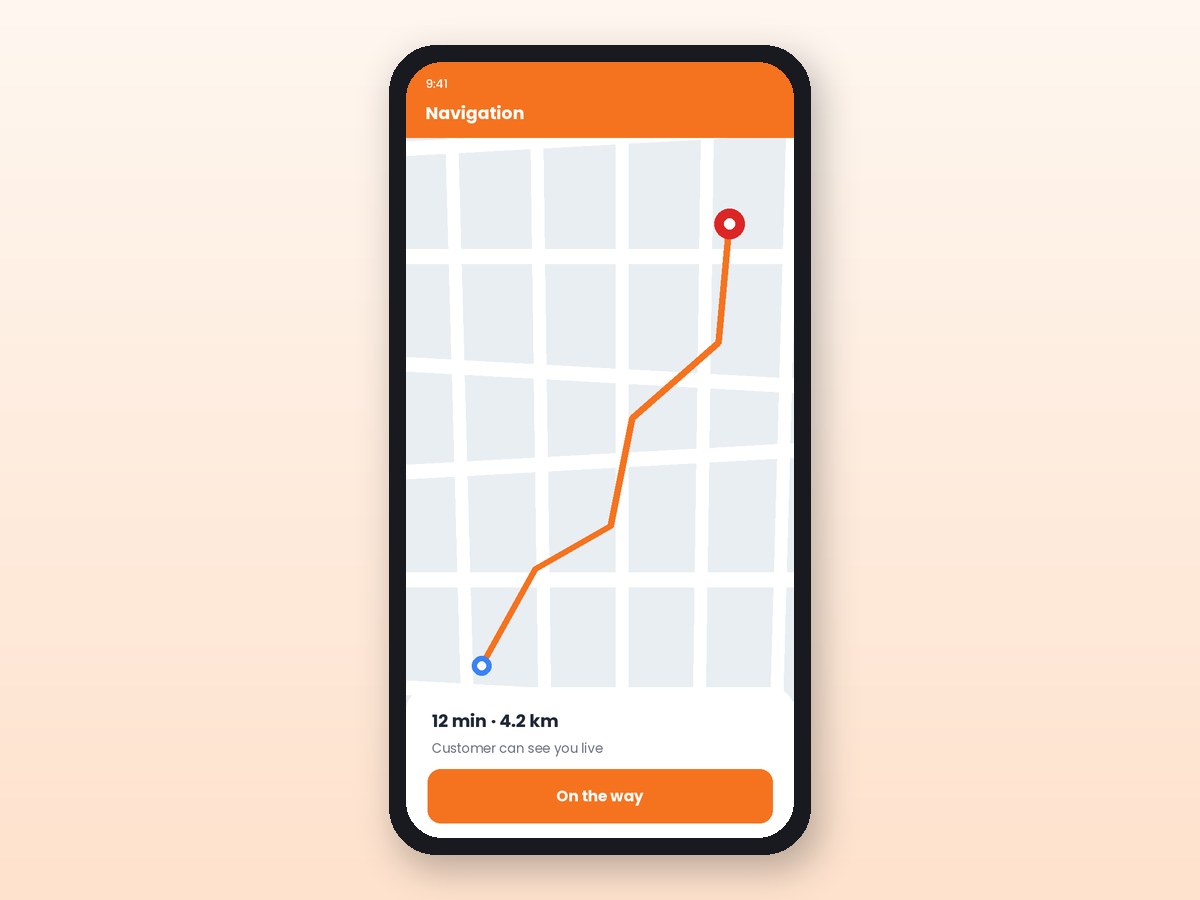 9:41
Navigation
12 min · 4.2 km
Customer can see you live
On the way